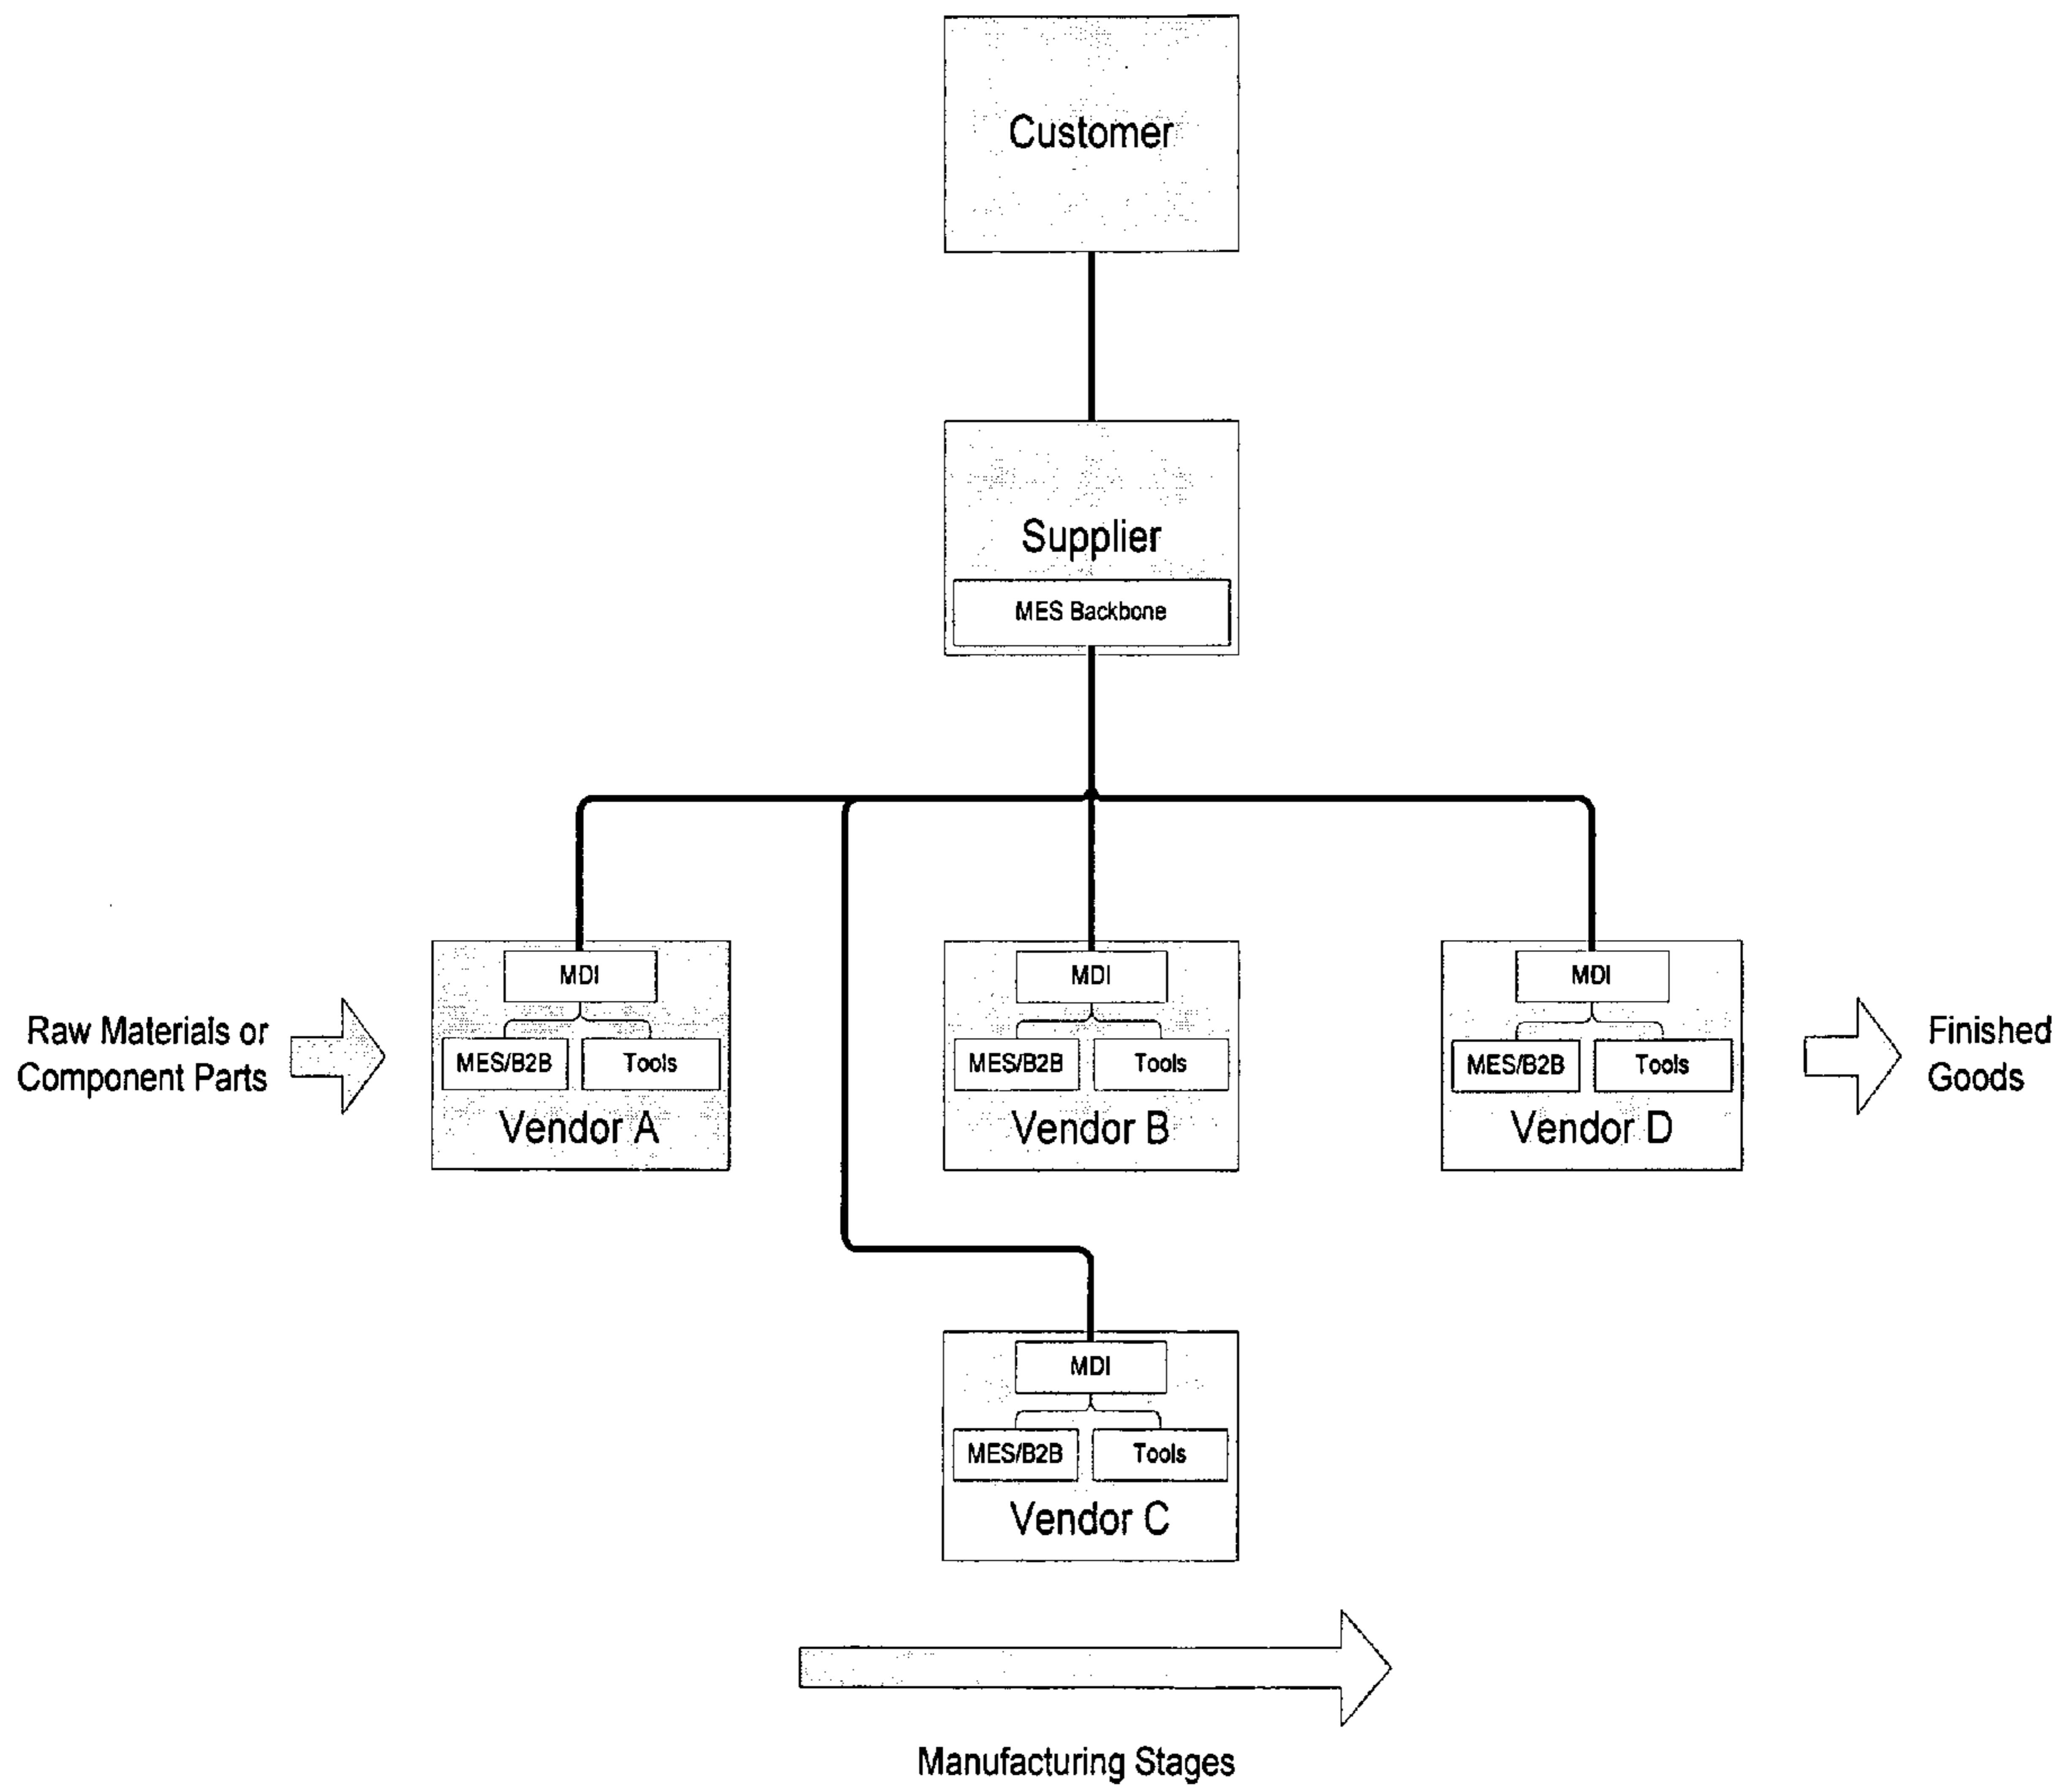 Customer
Supplier
MES Backbone
MDI
MDI
MDI
Raw Materials or
Component Parts
MES/B2B
Tools
MES/B2B
Tools
MES/B2B
Tools
Finished
Goods
Vendor A
Vendor B
Vendor D
MDI
MES/B2B
Tools
Vendor C
Manufacturing Stages